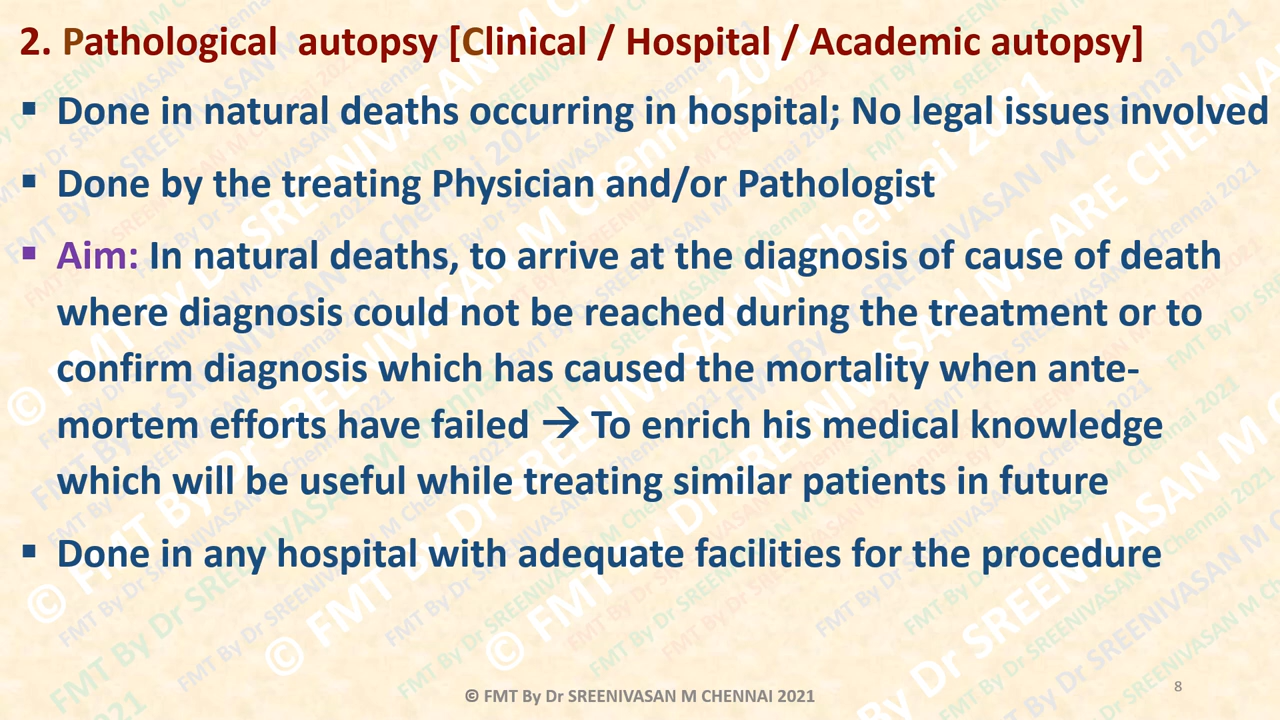 2. Pathological autopsy [Clinical / Hospital / Academic autopsy]
▪ Done in natural deaths occurring in hospital; No legal issues involved
▪ Done by the treating Physician and/or Pathologist
▪ Aim: In natural deaths, to arrive at the diagnosis of cause of death
where diagnosis could not be reached during the treatment or to
confirm diagnosis which has caused the mortality when ante-
mortem efforts have failed → To enrich his medical knowledge
which will be useful while treating similar patients in future
▪ Done in any hospital with adequate facilities for the procedure
© FMT By Dr SREENIVASAN M CHENNAI 2021
8